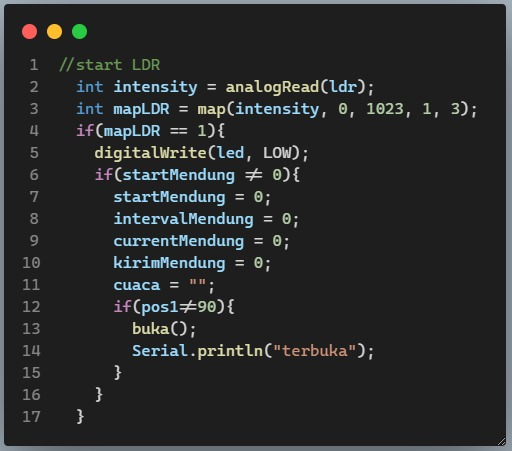 1 //start LDR
2   int intensity = analogRead(ldr);
3   int mapLDR = map(intensity, 0, 1023, 1, 3);
4   if(mapLDR == 1){
5     digitalWrite(led, LOW);
6     if(startMendung != 0){
7       startMendung = 0;
8       intervalMendung = 0;
9       currentMendung = 0;
10       kirimMendung = 0;
11       cuaca = "";
12       if(pos1!=90){
13         buka();
14         Serial.println("terbuka");
15       }
16     }
17   }